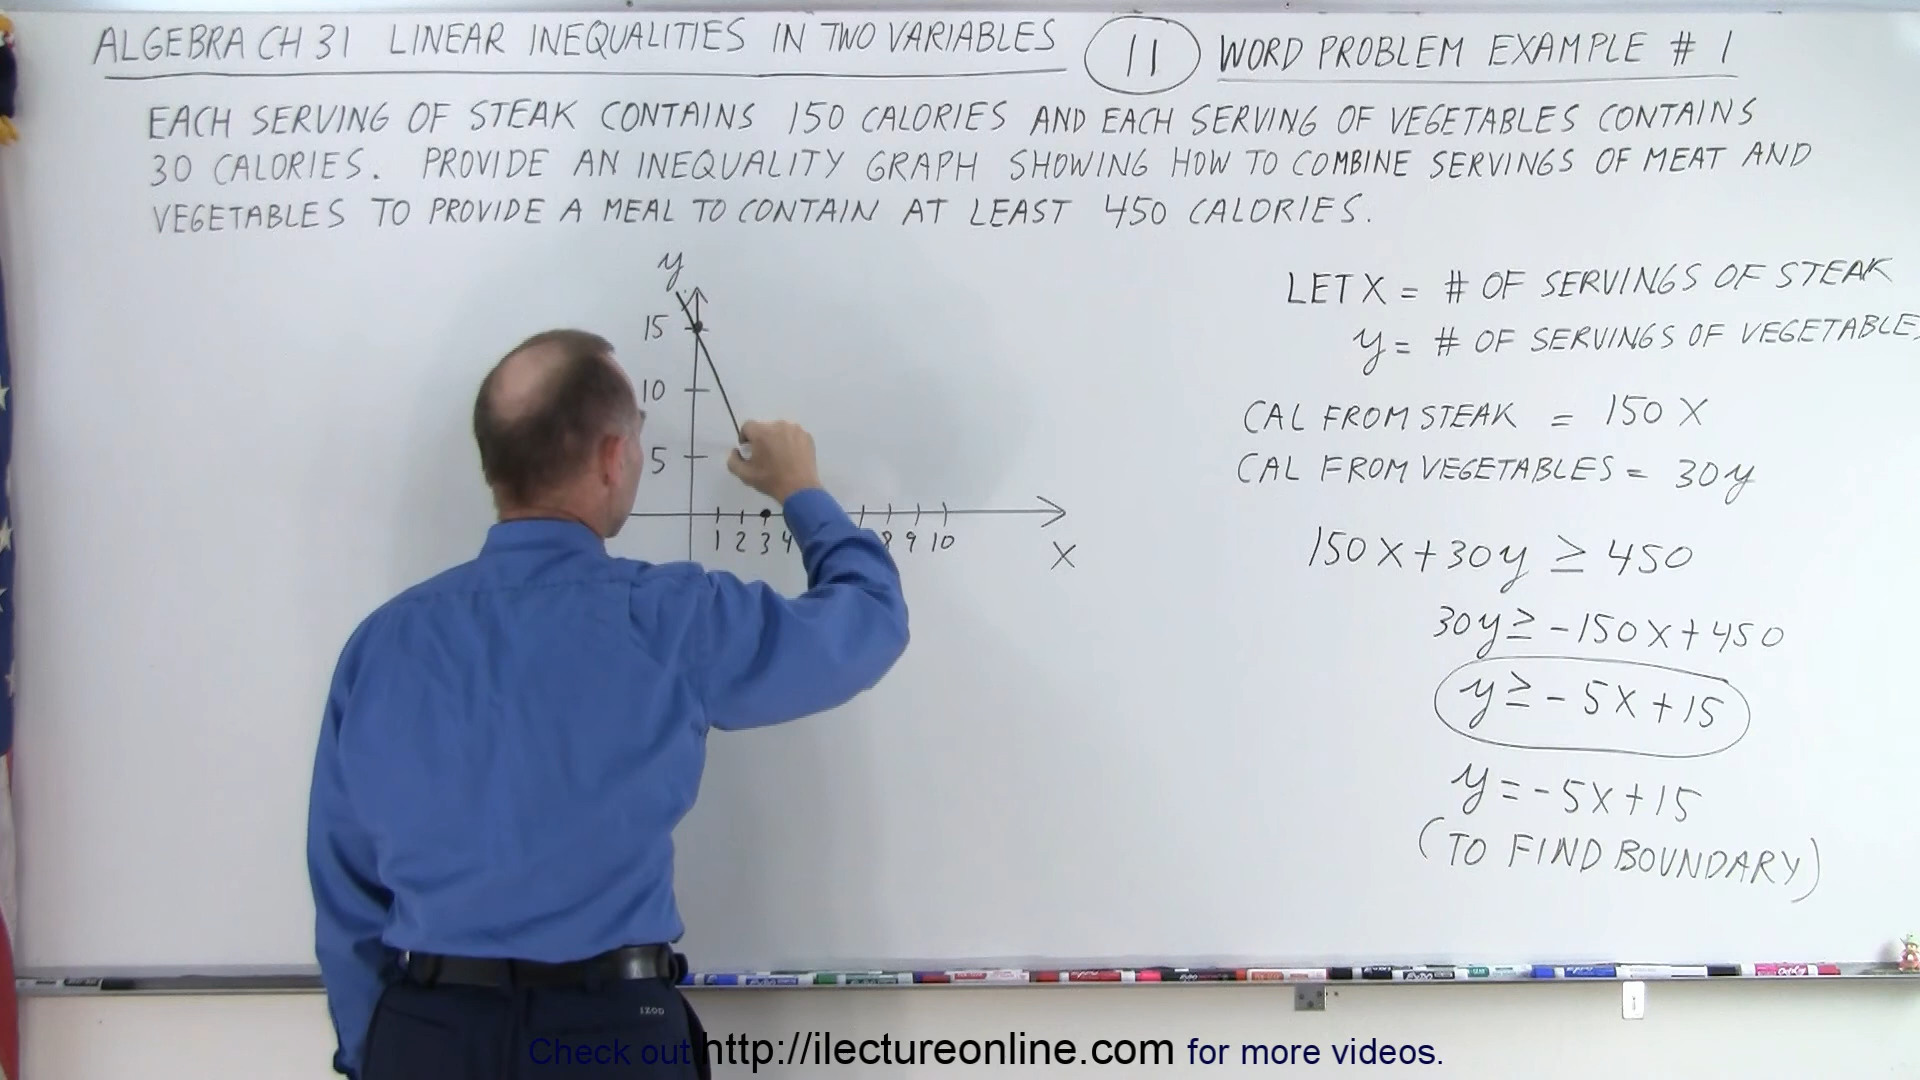 ALGEBRA CH 31 LINEAR INEQUALITIES IN TWO VARIABLES 11 WORD PROBLEM EXAMPLE # 1
EACH SERVING OF STEAK CONTAINS 150 CALORIES AND EACH SERVING OF VEGETABLES CONTAINS
30 CALORIES. PROVIDE AN INEQUALITY GRAPH SHOWING HOW TO COMBINE SERVINGS OF MEAT AND
VEGETABLES TO PROVIDE A MEAL TO CONTAIN AT LEAST 450 CALORIES.
y
15
10
5
1 2 3 4 8 9 10
X
LET X = # OF SERVINGS OF STEAK
y = # OF SERVINGS OF VEGETABLES
CAL FROM STEAK = 150 X
CAL FROM VEGETABLES = 30y
150X + 30y ≥ 450
30y ≥ -150X + 450
y ≥ -5X + 15
y = -5X + 15
(TO FIND BOUNDARY)
IZOD
Check out http://ilectureonline.com for more videos.